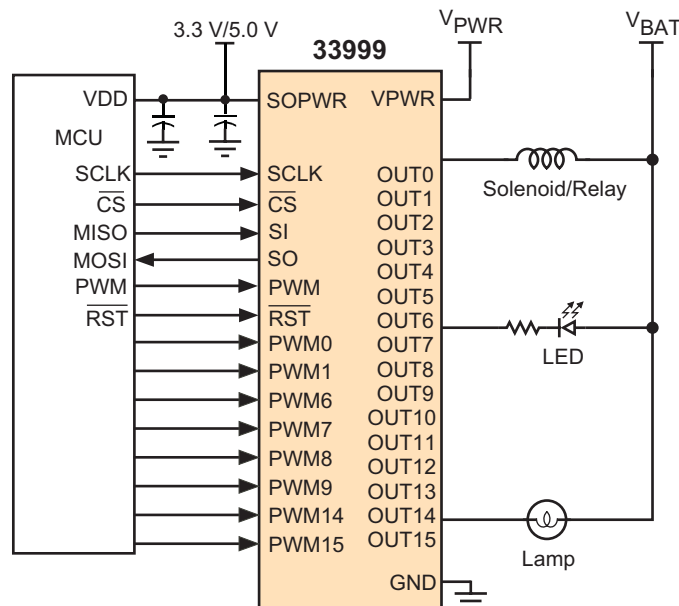 3.3 V/5.0 V
33999
VPWR
VBAT
VDD
SOPWR
VPWR
MCU
SCLK
SCLK
OUT0
Solenoid/Relay
CS
CS
OUT1
MISO
SI
OUT2
MOSI
SO
OUT3
PWM
PWM
OUT4
RST
RST
OUT5
PWM0
OUT6
PWM1
OUT7
LED
PWM6
OUT8
PWM7
OUT9
PWM8
OUT10
PWM9
OUT11
PWM14
OUT12
PWM15
OUT13
OUT14
OUT15
Lamp
GND